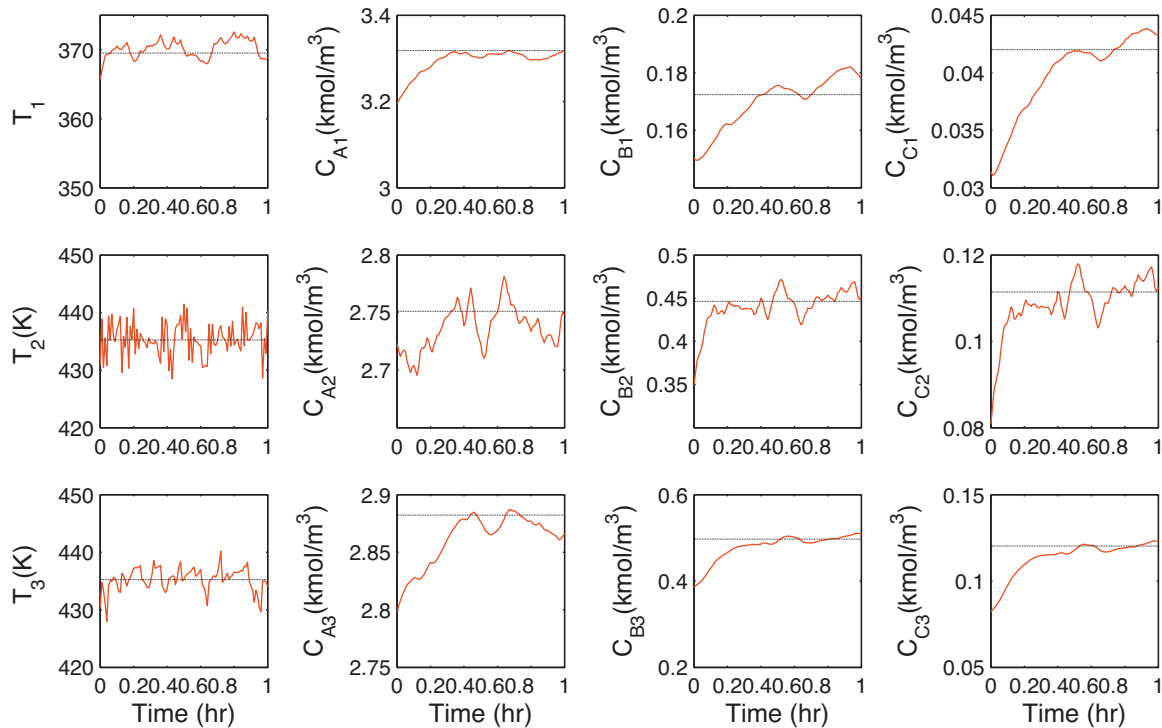 T1
370
360
350
0 0.20.40.60.8 1
CA1(kmol/m3)
3.4
3.2
3
0 0.20.40.60.8 1
CB1(kmol/m3)
0.2
0.18
0.16
0 0.20.40.60.8 1
CC1(kmol/m3)
0.045
0.04
0.035
0.03
0 0.20.40.60.8 1
T2(K)
450
440
430
420
0 0.20.40.60.8 1
CA2(kmol/m3)
2.8
2.75
2.7
0 0.20.40.60.8 1
CB2(kmol/m3)
0.5
0.45
0.4
0.35
0 0.20.40.60.8 1
CC2(kmol/m3)
0.12
0.1
0.08
0 0.20.40.60.8 1
T3(K)
450
440
430
420
0 0.20.40.60.8 1
Time (hr)
CA3(kmol/m3)
2.9
2.85
2.8
2.75
0 0.20.40.60.8 1
Time (hr)
CB3(kmol/m3)
0.6
0.4
0.2
0 0.20.40.60.8 1
Time (hr)
CC3(kmol/m3)
0.15
0.1
0.05
0 0.20.40.60.8 1
Time (hr)